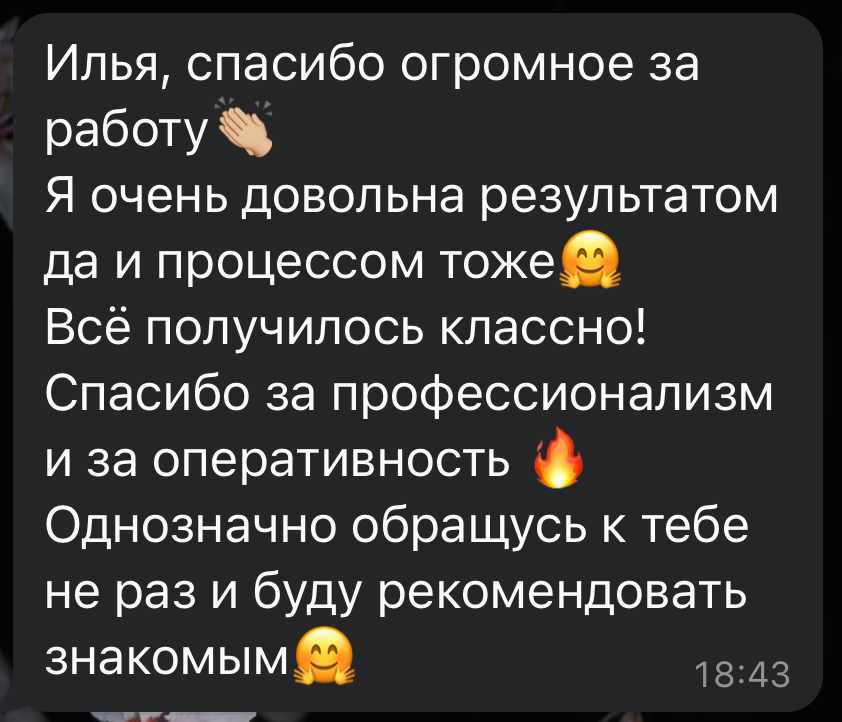 Илья, спасибо огромное за
работу👏🏼
Я очень довольна результатом
да и процессом тоже🤗
Всё получилось классно!
Спасибо за профессионализм
и за оперативность 🔥
Однозначно обращусь к тебе
не раз и буду рекомендовать
знакомым🤗
18:43